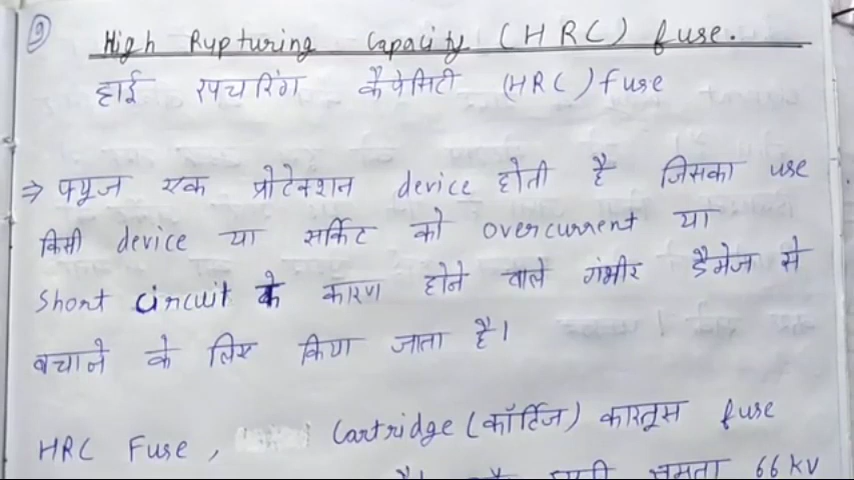 9
High Rupturing Capacity (HRC) fuse.
हाई रपचरिंग कैपेसिटी (HRC) fuse
⇒ फ्यूज एक प्रोटेक्शन device होती है जिसका use
किसी device या सर्किट को overcurrent या
Short circuit के कारण होने वाले गंभीर डैमेज से
बचाने के लिए किया जाता है।
HRC Fuse, Cartridge (कॉर्टिज) कारतूस fuse
है। क्षमता 66 kV